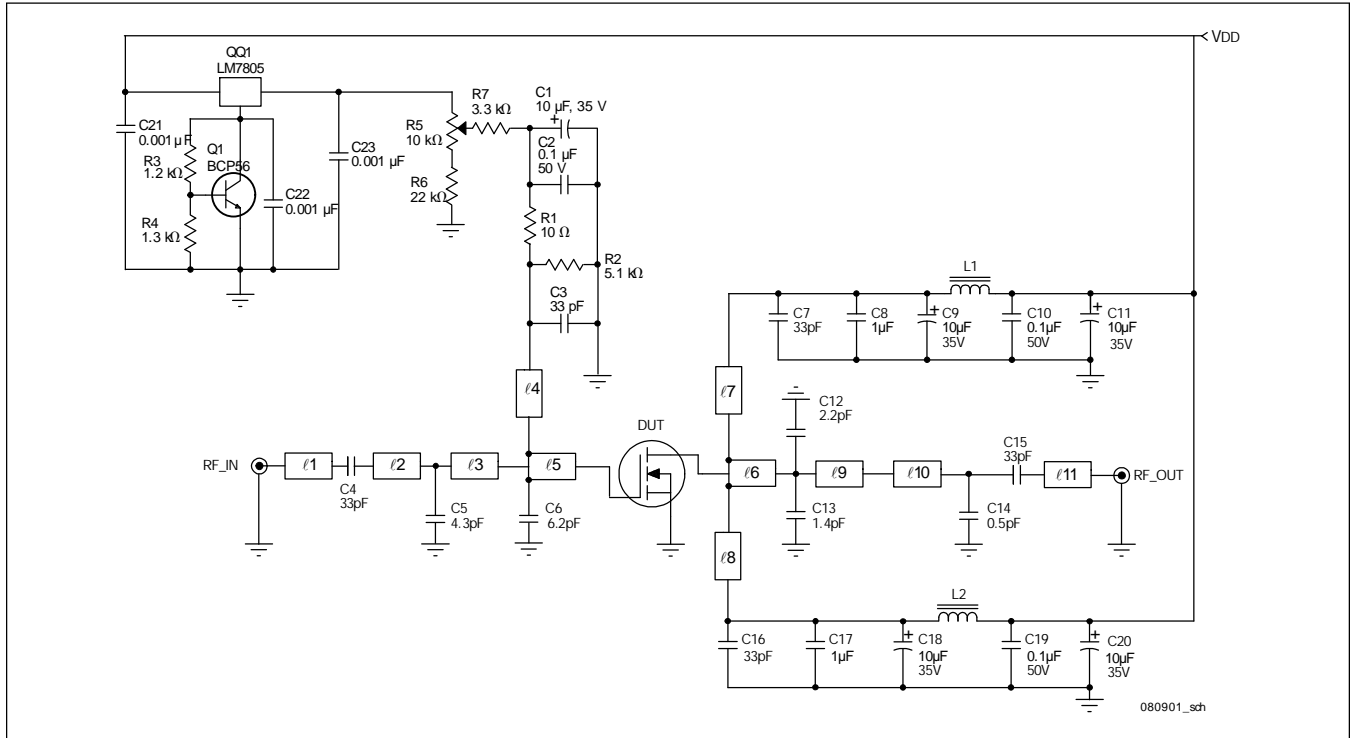 VDD
QQ1
LM7805
C21
0.001 µF
R3
1.2 kΩ
Q1
BCP56
R4
1.3 kΩ
C22
0.001 µF
C23
0.001 µF
R5
10 kΩ
R6
22 kΩ
R7
3.3 kΩ
C1
10 µF, 35 V
+
C2
0.1 µF
50 V
R1
10 Ω
R2
5.1 kΩ
C3
33 pF
ℓ4
L1
C7
33pF
C8
1µF
+
C9
10µF
35V
C10
0.1µF
50V
+
C11
10µF
35V
ℓ7
C12
2.2pF
DUT
RF_IN
ℓ1
C4
33pF
ℓ2
C5
4.3pF
ℓ3
C6
6.2pF
ℓ5
ℓ6
C13
1.4pF
ℓ9
ℓ10
C14
0.5pF
C15
33pF
ℓ11
RF_OUT
ℓ8
L2
C16
33pF
C17
1µF
+
C18
10µF
35V
C19
0.1µF
50V
+
C20
10µF
35V
080901_sch